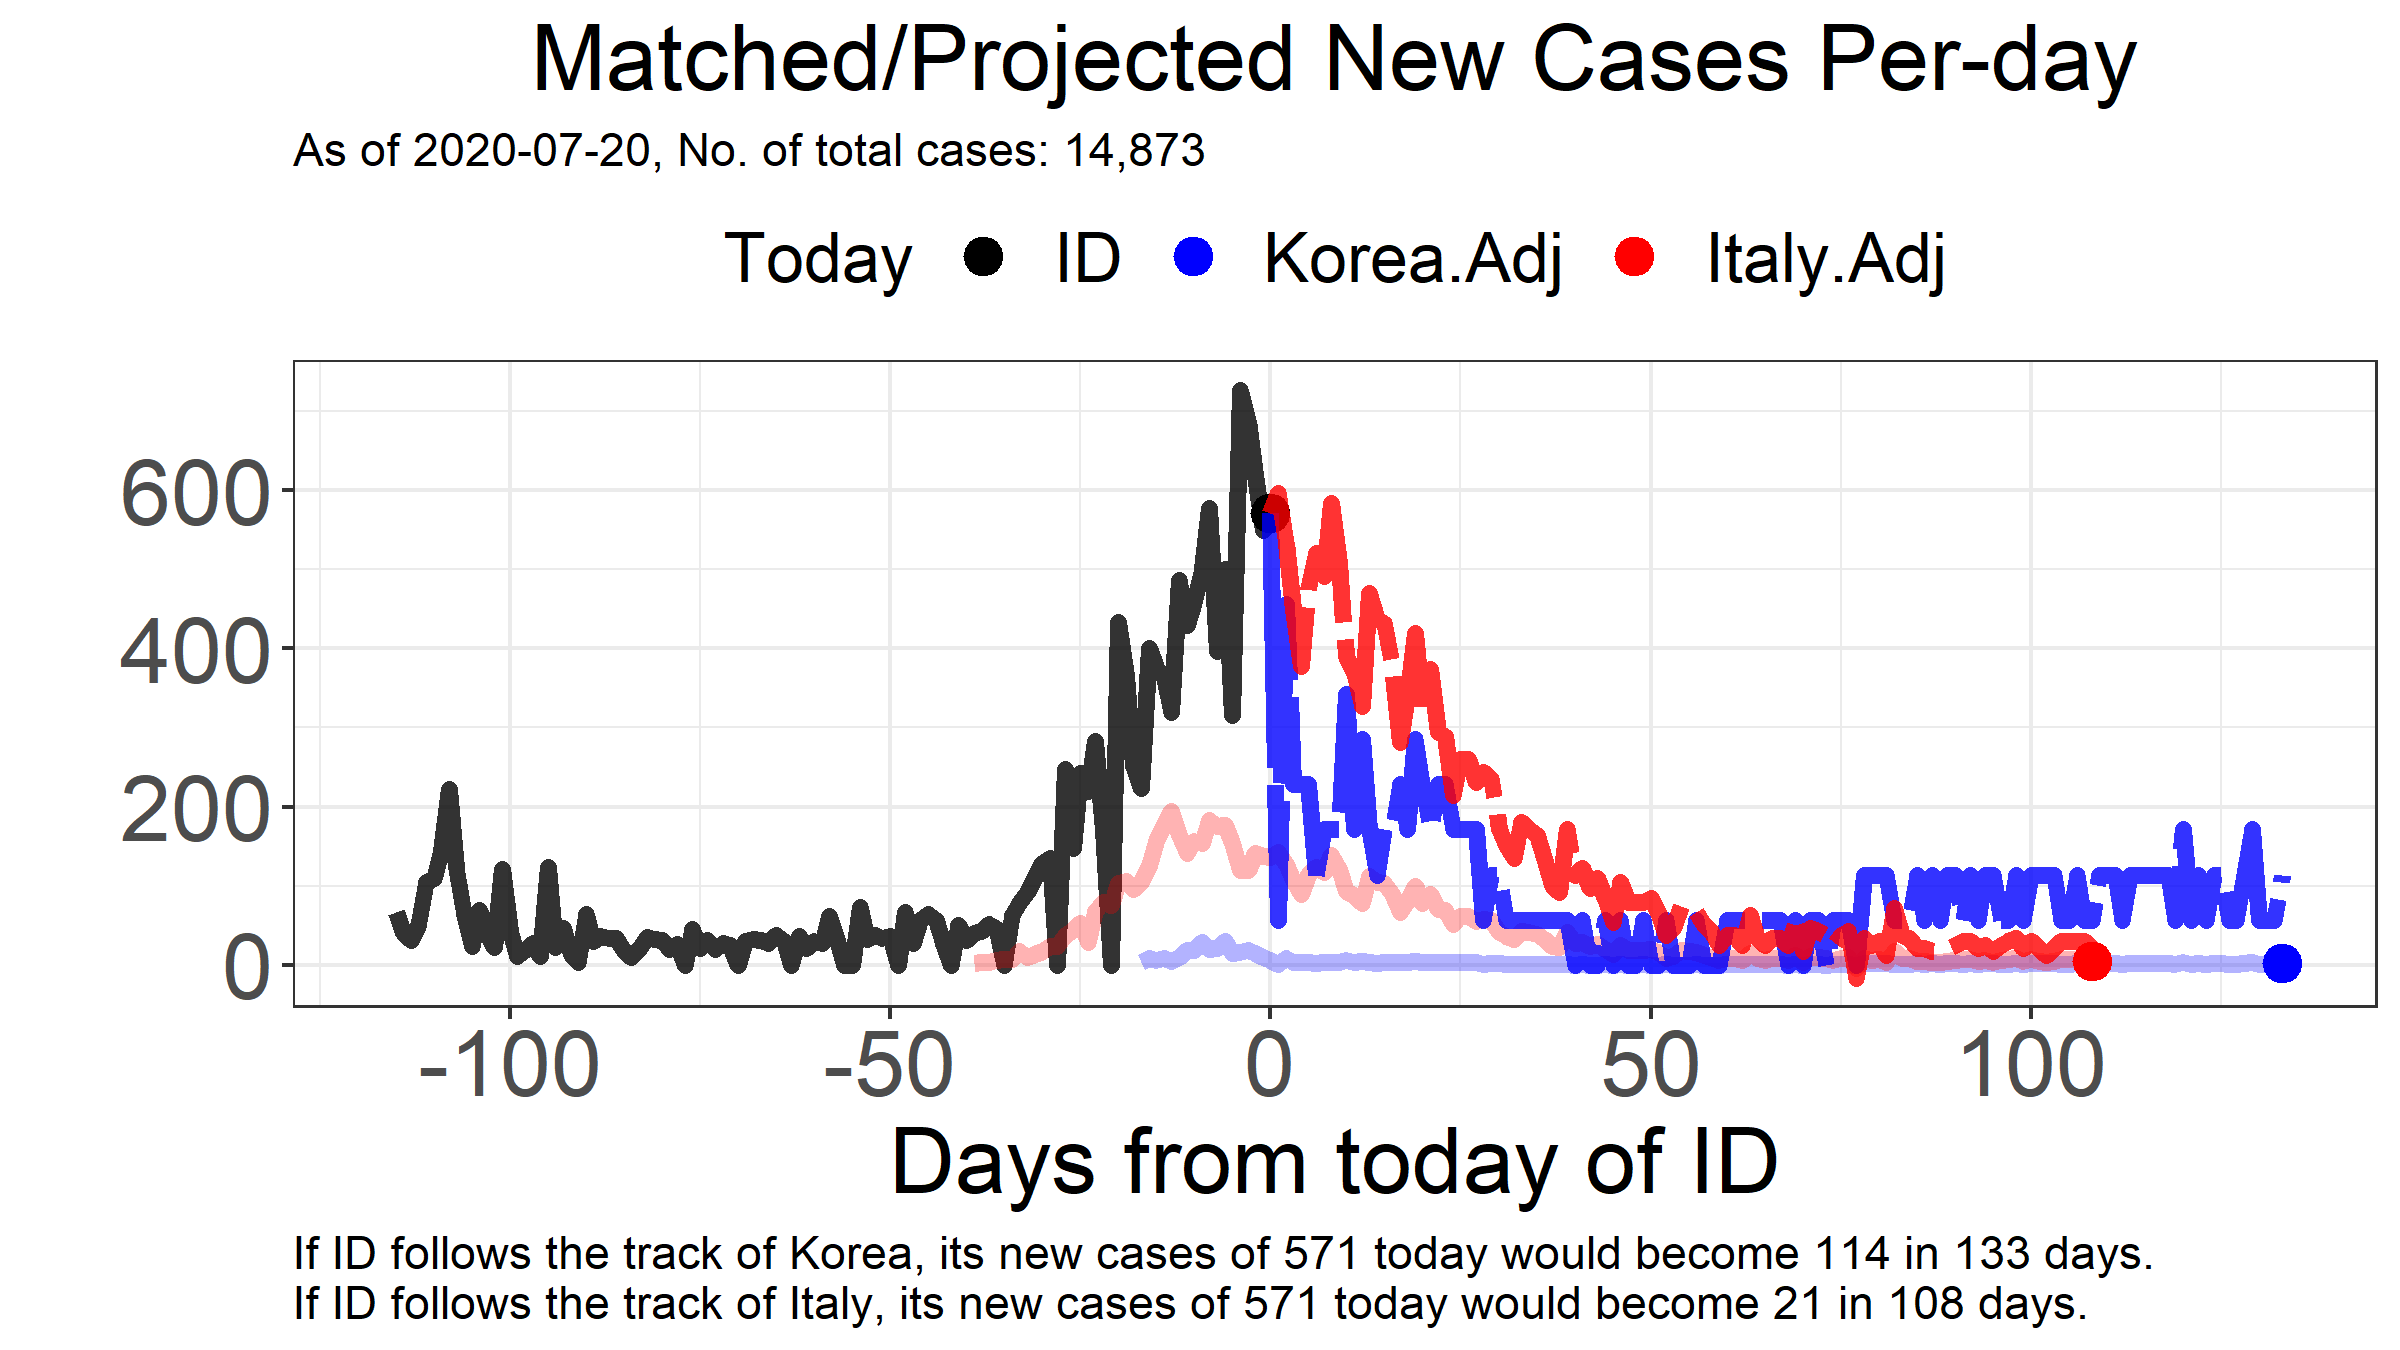 Matched/Projected New Cases Per-day
As of 2020-07-20, No. of total cases: 14,873
Today ID Korea.Adj Italy.Adj
600
400
200
0
-100 -50 0 50 100
Days from today of ID
If ID follows the track of Korea, its new cases of 571 today would become 114 in 133 days.
If ID follows the track of Italy, its new cases of 571 today would become 21 in 108 days.